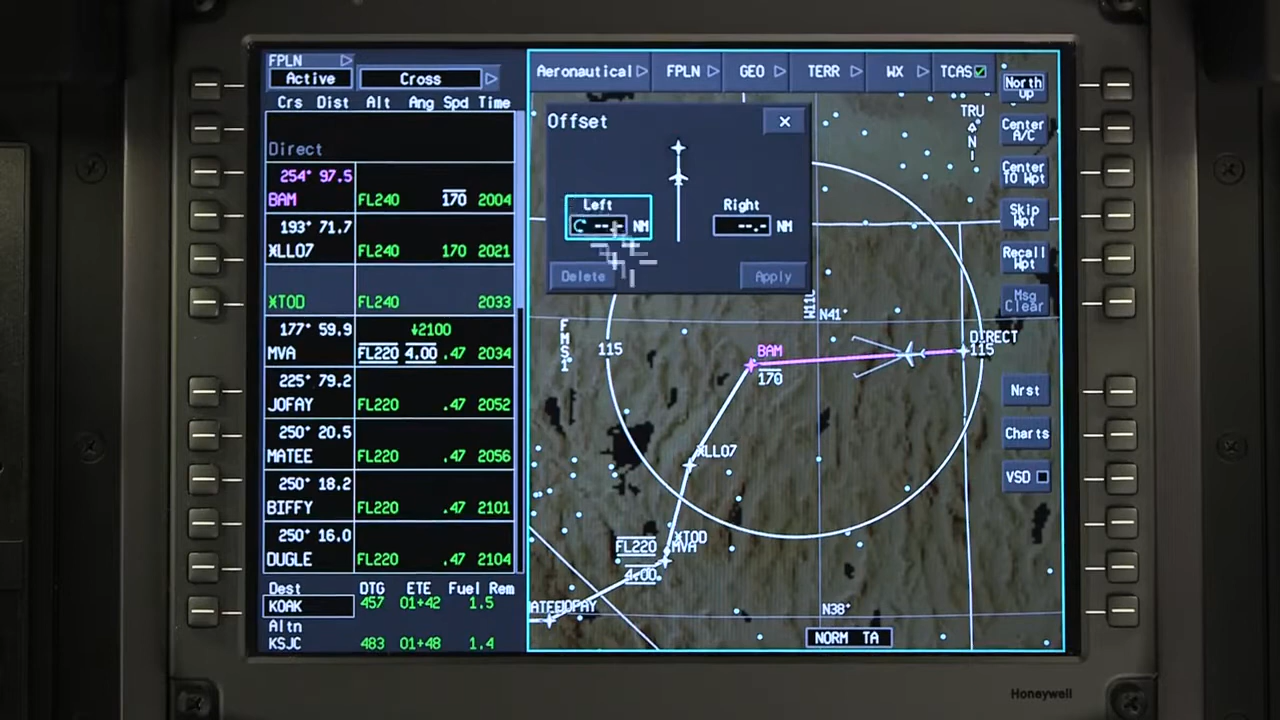 FPLN
Active Cross
Crs Dist Alt Ang Spd Time
Direct
254° 97.5
BAM FL240 170 2004
193° 71.7
XLL07 FL240 170 2021
XTOD FL240 2033
177° 59.9 ↓2100
MVA FL220 4.00 .47 2034
225° 79.2
JOFAY FL220 .47 2052
250° 20.5
MATEE FL220 .47 2056
250° 18.2
BIFFY FL220 .47 2101
250° 16.0
DUGLE FL220 .47 2104
Dest DTG ETE Fuel Rem
KOAK 457 01+42 1.5
Altn
KSJC 483 01+48 1.4
Aeronautical FPLN GEO TERR WX TCAS
Offset
Left Right
---.- NM ---.- NM
Delete Apply
TRU
N
W110
N41°
FMS1
115
BAM
170
DIRECT
115
XLL07
XTOD
FL220 MVA
4.00
ATEEJOFAY
N38°
NORM TA
North Up
Center A/C
Center TO Wpt
Skip Wpt
Recall Wpt
Msg Clear
Nrst
Charts
VSD
Honeywell